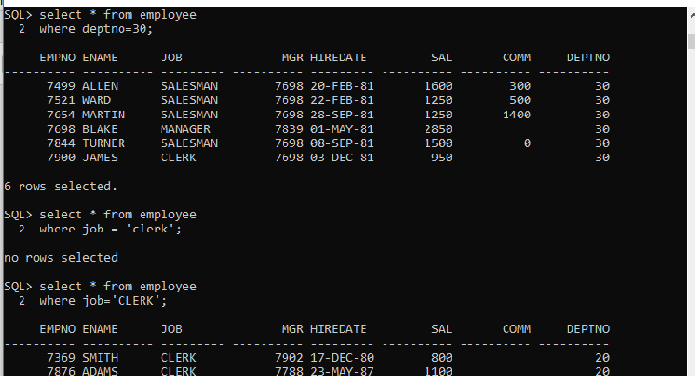 SQL> select * from employee
  2  where deptno=30;
     EMPNO ENAME      JOB              MGR HIREDATE         SAL       COMM     DEPTNO
---------- ---------- --------- ---------- --------- ---------- ---------- ----------
      7499 ALLEN      SALESMAN        7698 20-FEB-81       1600        300         30
      7521 WARD       SALESMAN        7698 22-FEB-81       1250        500         30
      7654 MARTIN     SALESMAN        7698 28-SEP-81       1250       1400         30
      7698 BLAKE      MANAGER         7839 01-MAY-81       2850                    30
      7844 TURNER     SALESMAN        7698 08-SEP-81       1500          0         30
      7900 JAMES      CLERK           7698 03-DEC-81        950                    30
6 rows selected.
SQL> select * from employee
  2  where job = 'clerk';
no rows selected
SQL> select * from employee
  2  where job='CLERK';
     EMPNO ENAME      JOB              MGR HIREDATE         SAL       COMM     DEPTNO
---------- ---------- --------- ---------- --------- ---------- ---------- ----------
      7369 SMITH      CLERK           7902 17-DEC-80        800                    20
      7876 ADAMS      CLERK           7788 23-MAY-87       1100                    20